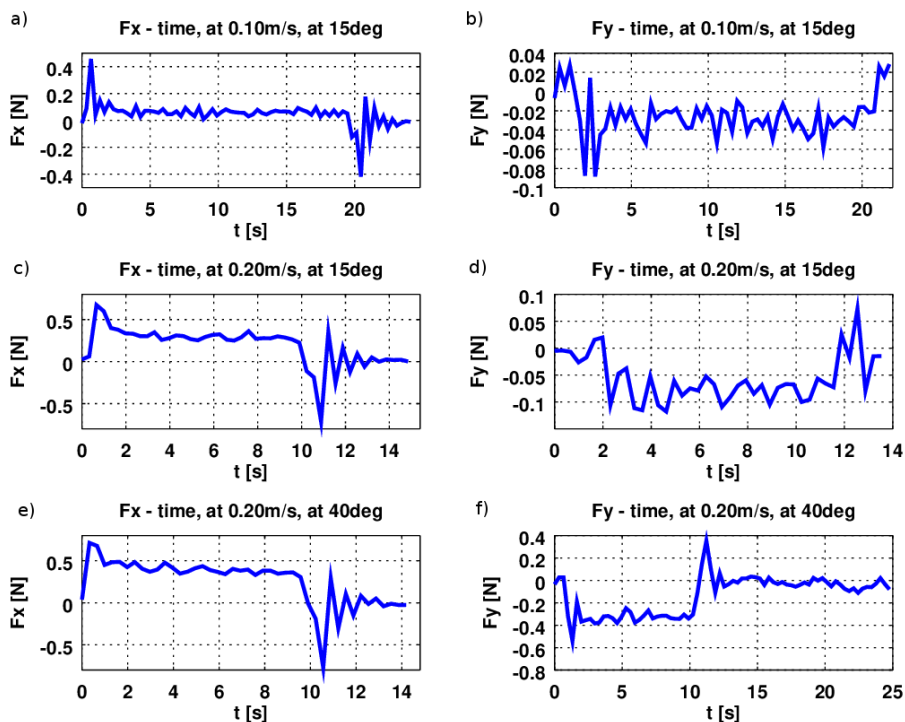 a)
Fx - time, at 0.10m/s, at 15deg
Fx [N]
0.4
0.2
0
-0.2
-0.4
0 5 10 15 20
t [s]
b)
Fy - time, at 0.10m/s, at 15deg
Fy [N]
0.04
0.02
0
-0.02
-0.04
-0.06
-0.08
-0.1
0 5 10 15 20
t [s]
c)
Fx - time, at 0.20m/s, at 15deg
Fx [N]
0.5
0
-0.5
0 2 4 6 8 10 12 14
t [s]
d)
Fy - time, at 0.20m/s, at 15deg
Fy [N]
0.1
0.05
0
-0.05
-0.1
0 2 4 6 8 10 12 14
t [s]
e)
Fx - time, at 0.20m/s, at 40deg
Fx [N]
0.5
0
-0.5
0 2 4 6 8 10 12 14
t [s]
f)
Fy - time, at 0.20m/s, at 40deg
Fy [N]
0.4
0.2
0
-0.2
-0.4
-0.6
-0.8
0 5 10 15 20 25
t [s]